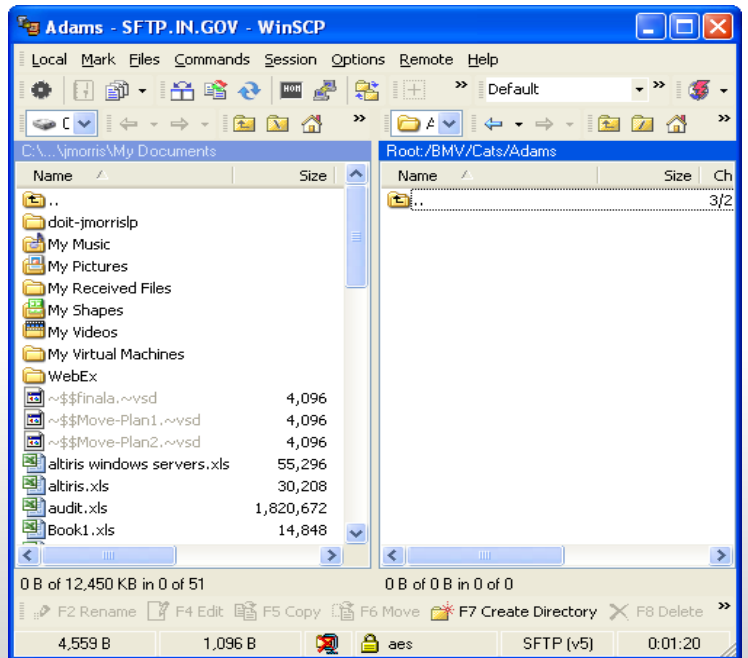 Adams - SFTP.IN.GOV - WinSCP
Local Mark Files Commands Session Options Remote Help
Default
C:\...\jmorris\My Documents
Root:/BMV/Cats/Adams
Name Size
Name Size Ch
..
.. 3/2
doit-jmorrislp
My Music
My Pictures
My Received Files
My Shapes
My Videos
My Virtual Machines
WebEx
~$$finala.~vsd 4,096
~$$Move-Plan1.~vsd 4,096
~$$Move-Plan2.~vsd 4,096
altiris windows servers.xls 55,296
altiris.xls 30,208
audit.xls 1,820,672
Book1.xls 14,848
0 B of 12,450 KB in 0 of 51
0 B of 0 B in 0 of 0
F2 Rename F4 Edit F5 Copy F6 Move F7 Create Directory F8 Delete
4,559 B 1,096 B aes SFTP (v5) 0:01:20